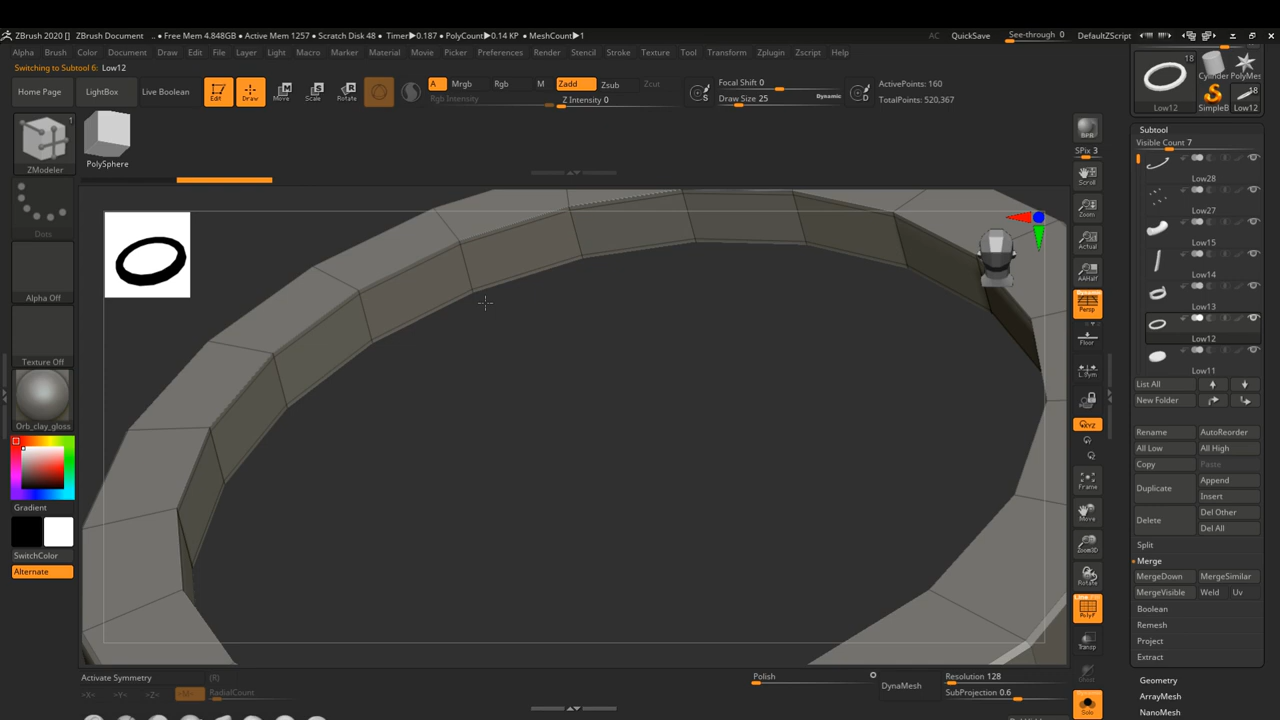 ZBrush 2020 [] ZBrush Document .. • Free Mem 4.848GB • Active Mem 1257 • Scratch Disk 48 • Timer▶0.187 • PolyCount▶0.14 KP • MeshCount▶1 AC QuickSave See-through 0 DefaultZScript
Alpha Brush Color Document Draw Edit File Layer Light Macro Marker Material Movie Picker Preferences Render Stencil Stroke Texture Tool Transform Zplugin Zscript Help
Switching to Subtool 6: Low12
Home Page LightBox Live Boolean Edit Draw Move Scale Rotate
A Mrgb Rgb M Zadd Zsub Zcut
Rgb Intensity Z Intensity 0
Focal Shift 0
Draw Size 25 Dynamic
S D
ActivePoints: 160
TotalPoints: 520,367
18
Cylinder PolyMes
18
Low12 SimpleB Low12
1
ZModeler
PolySphere
Dots
Alpha Off
Texture Off
Orb_clay_gloss
Gradient
SwitchColor
Alternate
BPR
SPix 3
Scroll
Zoom
Actual
AAHalf
Dynamic
Persp
Floor
L.Sym
XYZ
Frame
Move
Zoom3D
Rotate
Line Fill
PolyF
Transp
Ghost
Dynamic
Solo
Subtool
Visible Count 7
Low28
Low27
Low15
Low14
Low13
Low12
Low11
List All
New Folder
Rename AutoReorder
All Low All High
Copy Paste
Duplicate Append
Insert
Delete Del Other
Del All
Split
Merge
MergeDown MergeSimilar
MergeVisible Weld Uv
Boolean
Remesh
Project
Extract
Geometry
ArrayMesh
NanoMesh
Activate Symmetry (R)
>X< >Y< >Z< >M< RadialCount
Polish
DynaMesh
Resolution 128
SubProjection 0.6